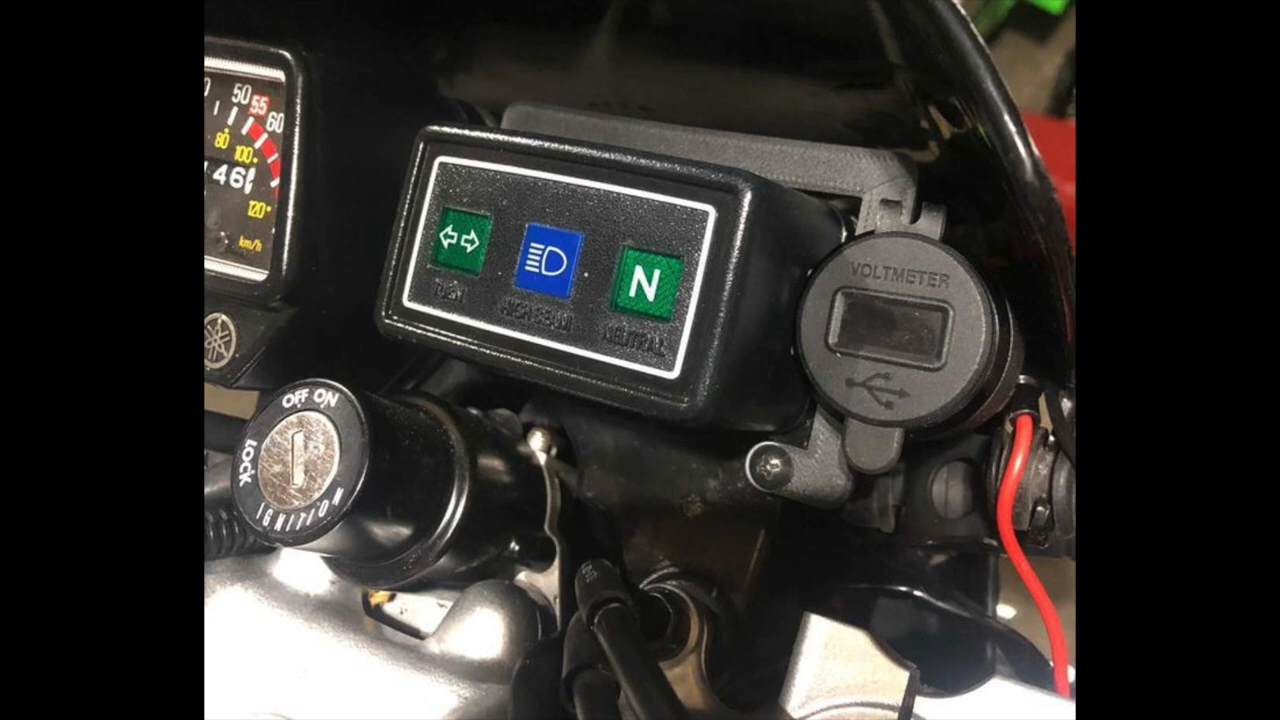 50
55
60
80
100
46
120
km/h
N
TURN
HIGH BEAM
NEUTRAL
VOLTMETER
OFF ON
LOCK
IGNITION